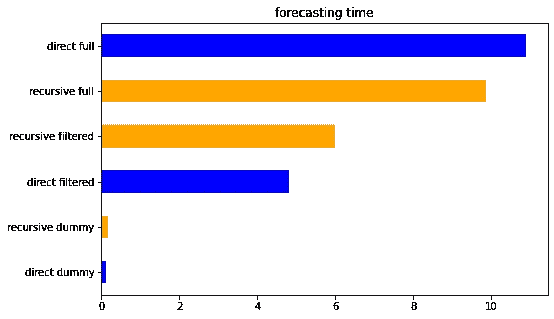 forecasting time
direct full
recursive full
recursive filtered
direct filtered
recursive dummy
direct dummy
0 2 4 6 8 10